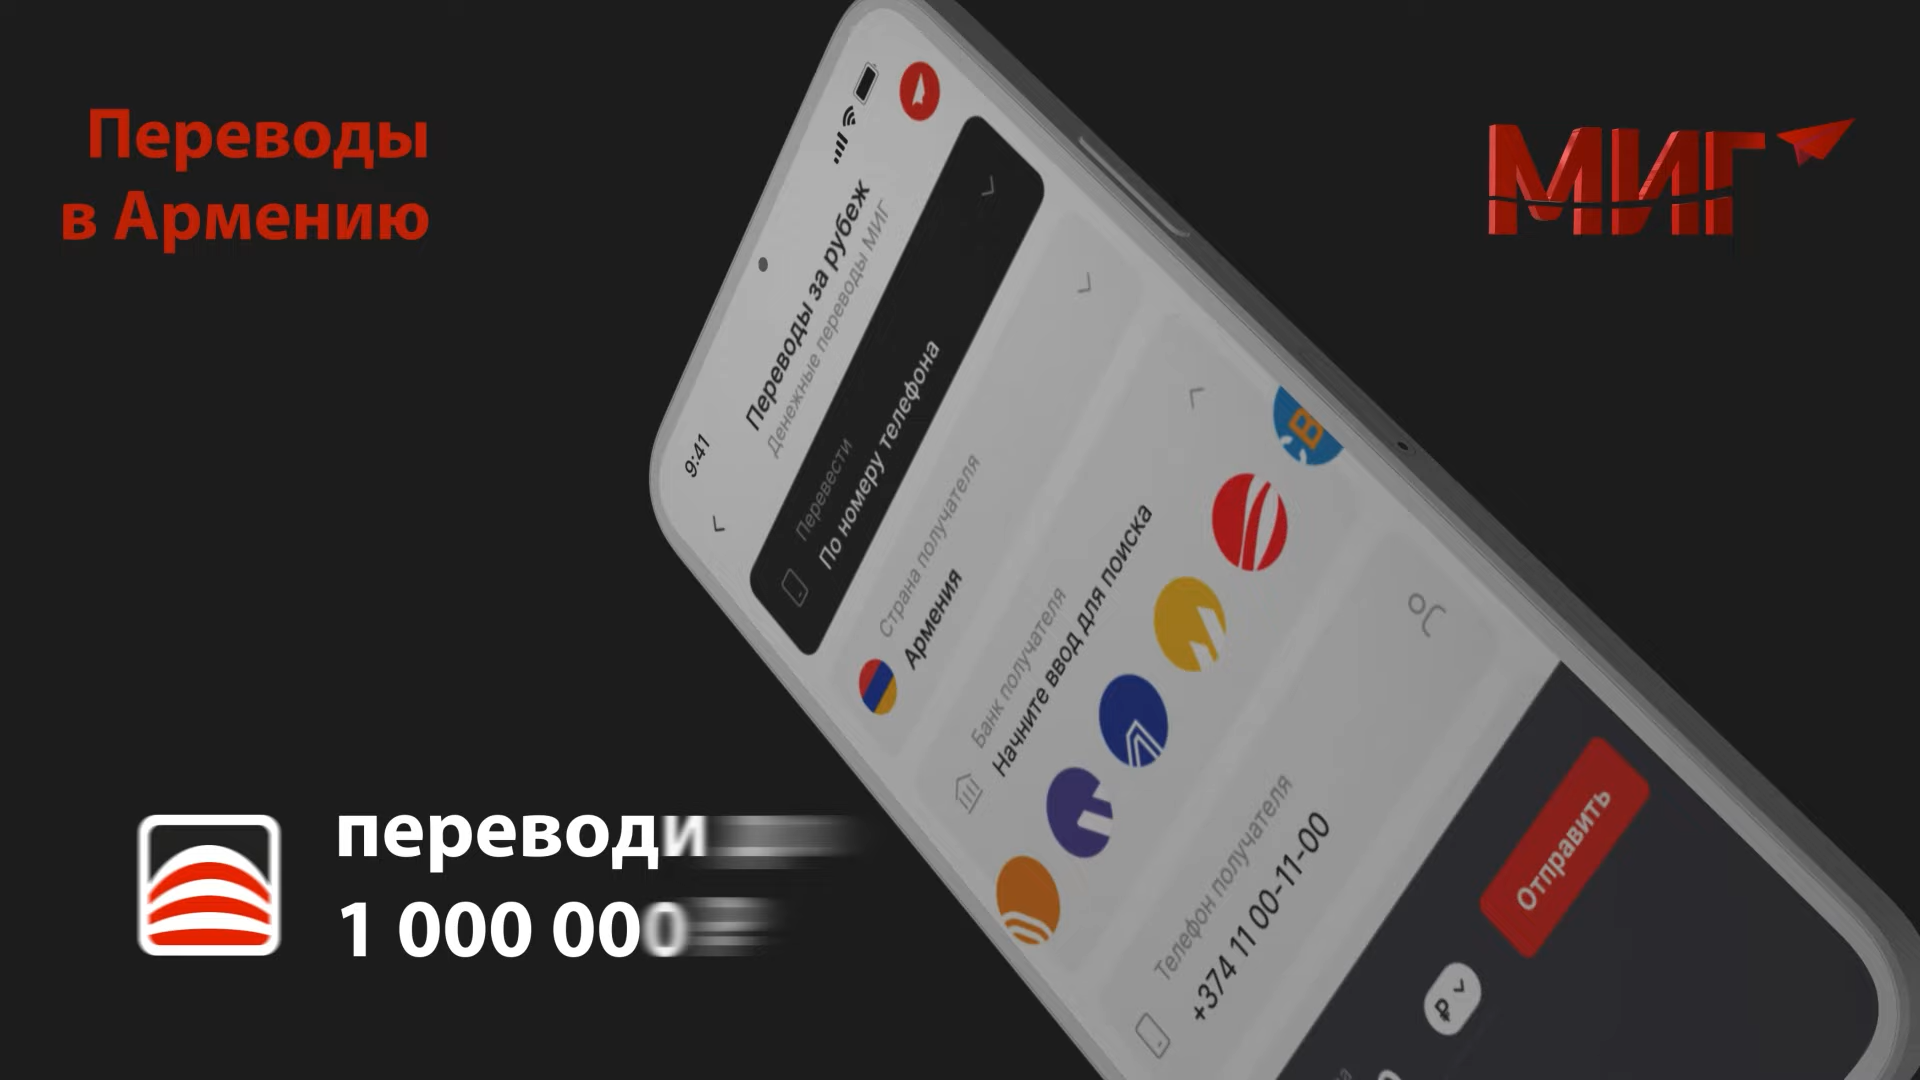 Переводы
в Армению
МИГ
9:41
Переводы за рубеж
Денежные переводы МИГ
Перевести
По номеру телефона
Страна получателя
Армения
Банк получателя
Начните ввод для поиска
B
Телефон получателя
+374 11 00-11-00
₽
Отправить
переводи
1 000 000